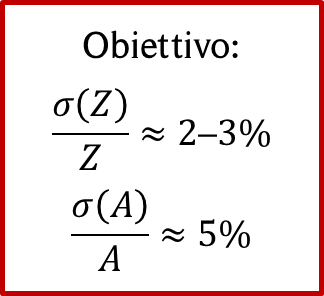 Obiettivo:
σ(Z)/Z ≈ 2–3%
σ(A)/A ≈ 5%